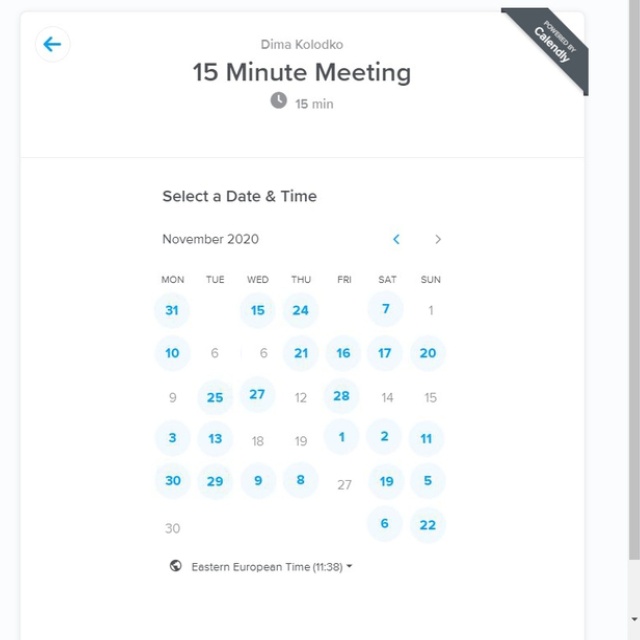 POWERED BY
Calendly
Dima Kolodko
15 Minute Meeting
15 min
Select a Date & Time
November 2020
MON TUE WED THU FRI SAT SUN
31 15 24 7 1
10 6 6 21 16 17 20
9 25 27 12 28 14 15
3 13 18 19 1 2 11
30 29 9 8 27 19 5
30 6 22
Eastern European Time (11:38)